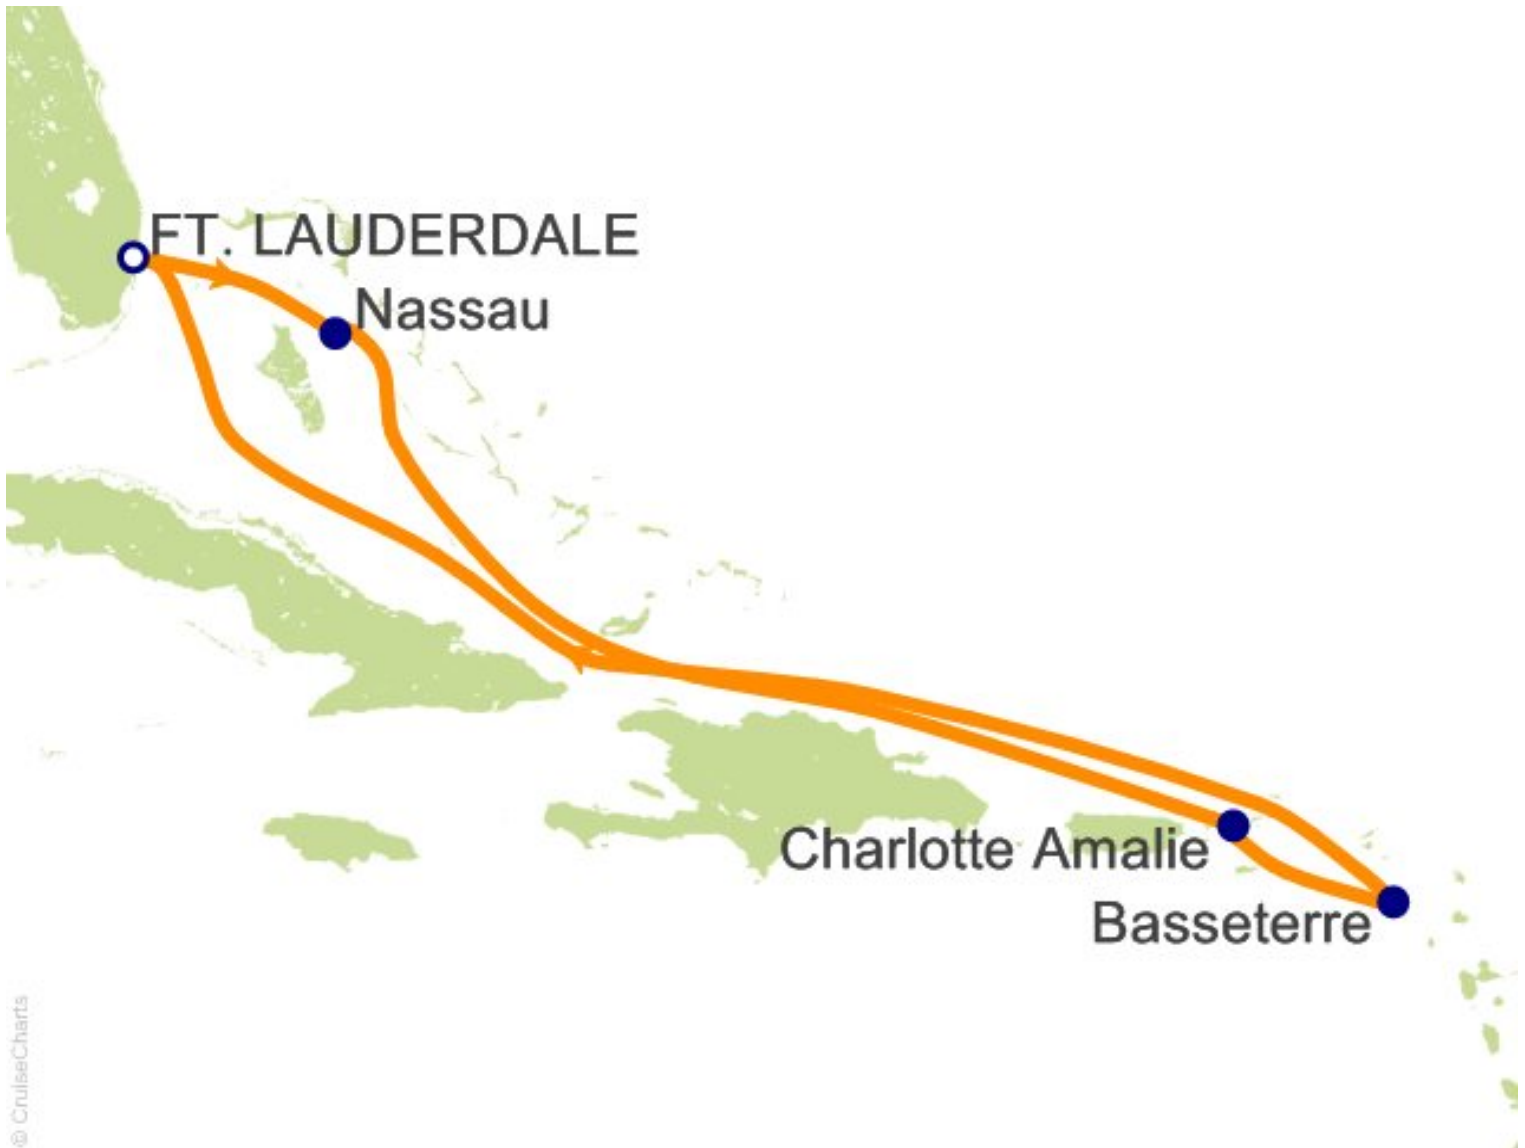 FT. LAUDERDALE
Nassau
Charlotte Amalie
Basseterre
© CruiseCharts